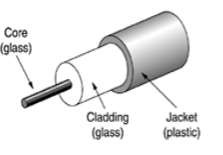 Core
(glass)
Cladding
(glass)
Jacket
(plastic)